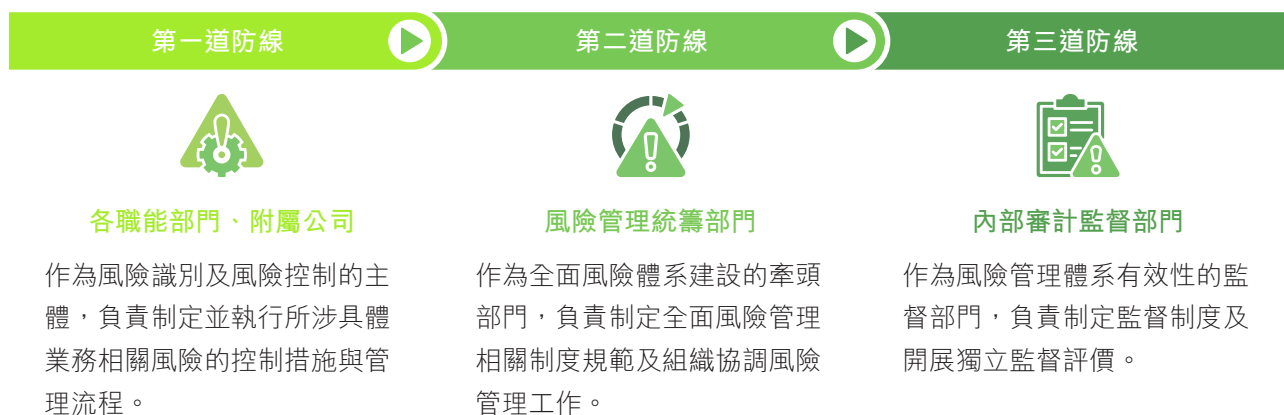 第一道防線
第二道防線
第三道防線
各職能部門、附屬公司
作為風險識別及風險控制的主
體，負責制定並執行所涉具體
業務相關風險的控制措施與管
理流程。
風險管理統籌部門
作為全面風險體系建設的牽頭
部門，負責制定全面風險管理
相關制度規範及組織協調風險
管理工作。
內部審計監督部門
作為風險管理體系有效性的監
督部門，負責制定監督制度及
開展獨立監督評價。